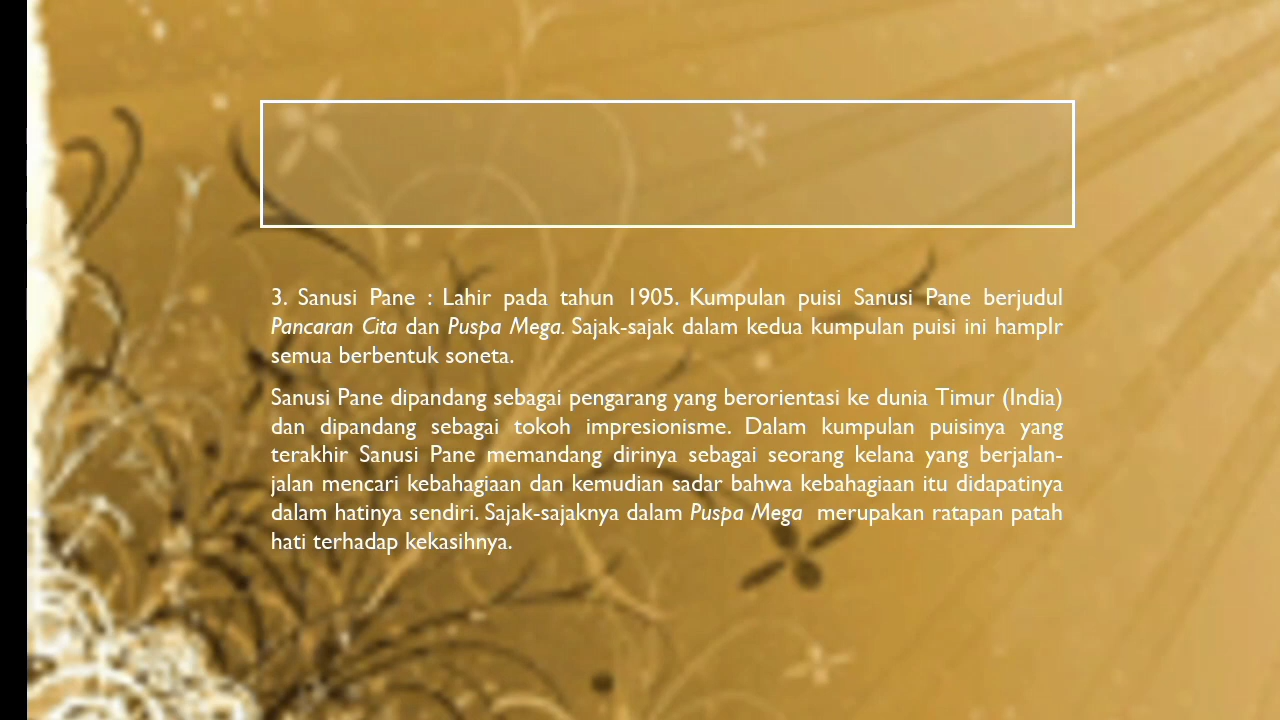 3. Sanusi Pane : Lahir pada tahun 1905. Kumpulan puisi Sanusi Pane berjudul
Pancaran Cita dan Puspa Mega. Sajak-sajak dalam kedua kumpulan puisi ini hampIr
semua berbentuk soneta.
Sanusi Pane dipandang sebagai pengarang yang berorientasi ke dunia Timur (India)
dan dipandang sebagai tokoh impresionisme. Dalam kumpulan puisinya yang
terakhir Sanusi Pane memandang dirinya sebagai seorang kelana yang berjalan-
jalan mencari kebahagiaan dan kemudian sadar bahwa kebahagiaan itu didapatinya
dalam hatinya sendiri. Sajak-sajaknya dalam Puspa Mega  merupakan ratapan patah
hati terhadap kekasihnya.